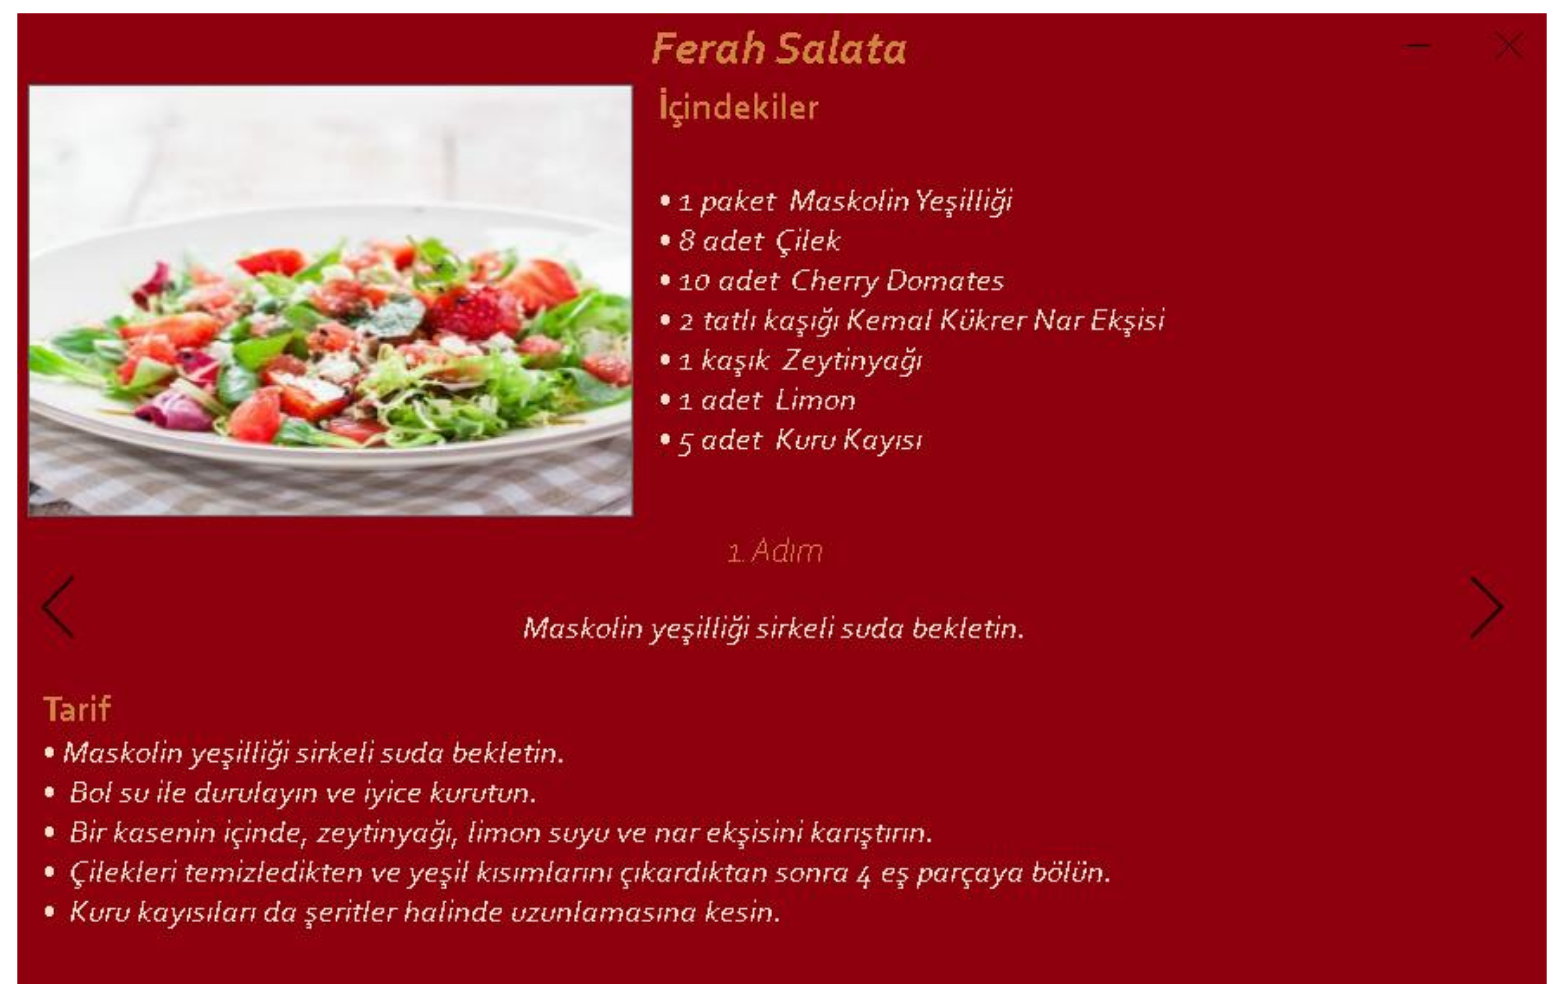 Ferah Salata
İçindekiler
• 1 paket Maskolin Yeşilliği
• 8 adet Çilek
• 10 adet Cherry Domates
• 2 tatlı kaşığı Kemal Kükrer Nar Ekşisi
• 1 kaşık Zeytinyağı
• 1 adet Limon
• 5 adet Kuru Kayısı
1. Adım
Maskolin yeşilliği sirkeli suda bekletin.
Tarif
• Maskolin yeşilliği sirkeli suda bekletin.
• Bol su ile durulayın ve iyice kurutun.
• Bir kasenin içinde, zeytinyağı, limon suyu ve nar ekşisini karıştırın.
• Çilekleri temizledikten ve yeşil kısımlarını çıkardıktan sonra 4 eş parçaya bölün.
• Kuru kayısıları da şeritler halinde uzunlamasına kesin.